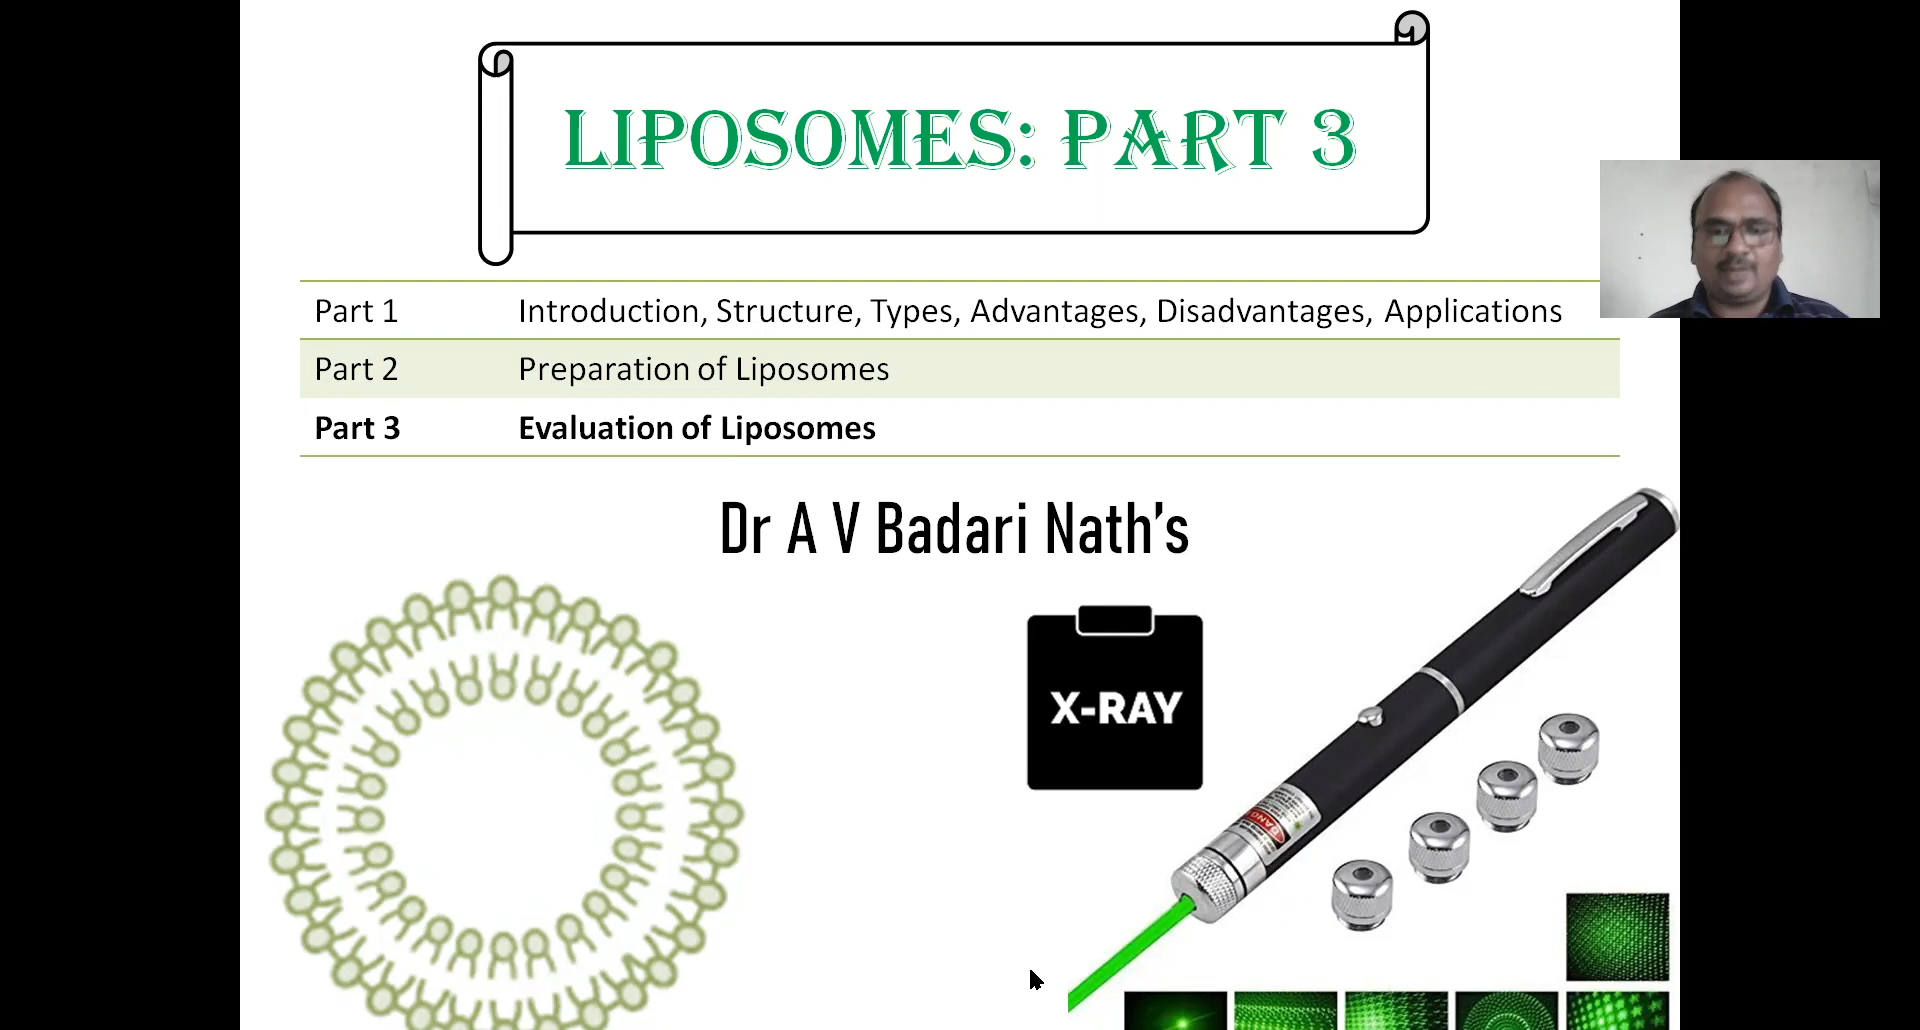 LIPOSOMES: PART 3
Part 1 Introduction, Structure, Types, Advantages, Disadvantages, Applications
Part 2 Preparation of Liposomes
Part 3 Evaluation of Liposomes
Dr A V Badari Nath's
X-RAY